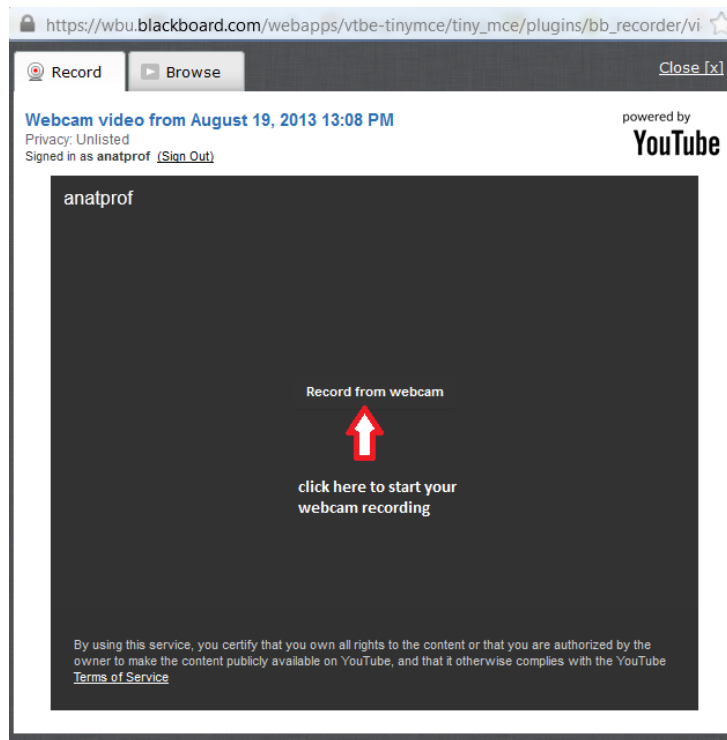 https://wbu.blackboard.com/webapps/vtbe-tinymce/tiny_mce/plugins/bb_recorder/vi
Record
Browse
Close [x]
Webcam video from August 19, 2013 13:08 PM
powered by
YouTube
Privacy: Unlisted
Signed in as anatprof (Sign Out)
anatprof
Record from webcam
click here to start your
webcam recording
By using this service, you certify that you own all rights to the content or that you are authorized by the
owner to make the content publicly available on YouTube, and that it otherwise complies with the YouTube
Terms of Service